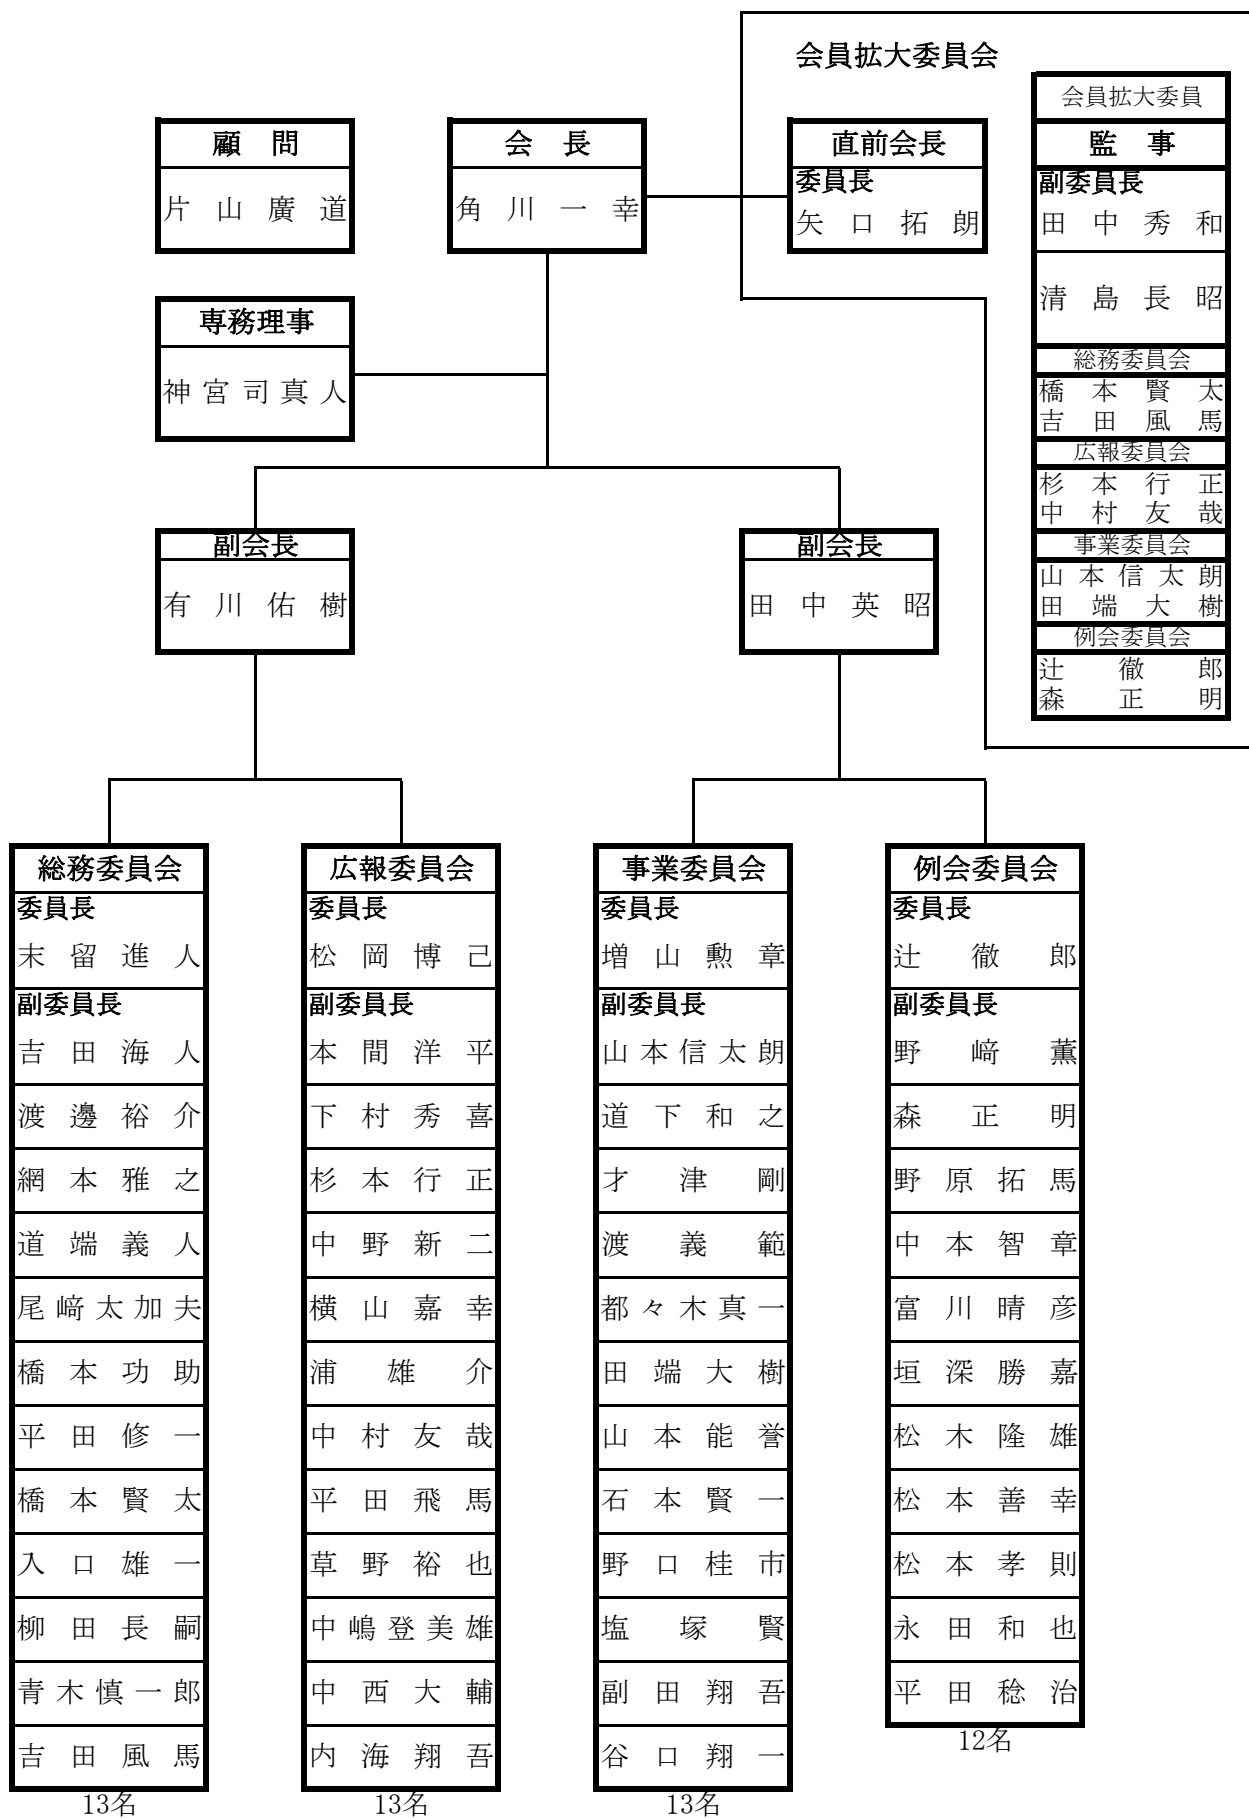 会員拡大委員会
顧問
片山廣道
会長
角川一幸
直前会長
委員長
矢口拓朗
会員拡大委員
監事
副委員長
田中秀和
清島長昭
総務委員会
橋本賢太
吉田風馬
広報委員会
杉本行正
中村友哉
事業委員会
山本信太朗
田端大樹
例会委員会
辻徹郎
森正明
専務理事
神宮司真人
副会長
有川佑樹
副会長
田中英昭
総務委員会
委員長
末留進人
副委員長
吉田海人
渡邊裕介
網本雅之
道端義人
尾﨑太加夫
橋本功助
平田修一
橋本賢太
入口雄一
柳田長嗣
青木慎一郎
吉田風馬
13名
広報委員会
委員長
松岡博己
副委員長
本間洋平
下村秀喜
杉本行正
中野新二
横山嘉幸
浦雄介
中村友哉
平田飛馬
草野裕也
中嶋登美雄
中西大輔
内海翔吾
13名
事業委員会
委員長
増山勲章
副委員長
山本信太朗
道下和之
才津剛
渡義範
都々木真一
田端大樹
山本能誉
石本賢一
野口桂市
塩塚賢
副田翔吾
谷口翔一
13名
例会委員会
委員長
辻徹郎
副委員長
野﨑薫
森正明
野原拓馬
中本智章
富川晴彦
垣深勝嘉
松木隆雄
松本善幸
松本孝則
永田和也
平田稔治
12名